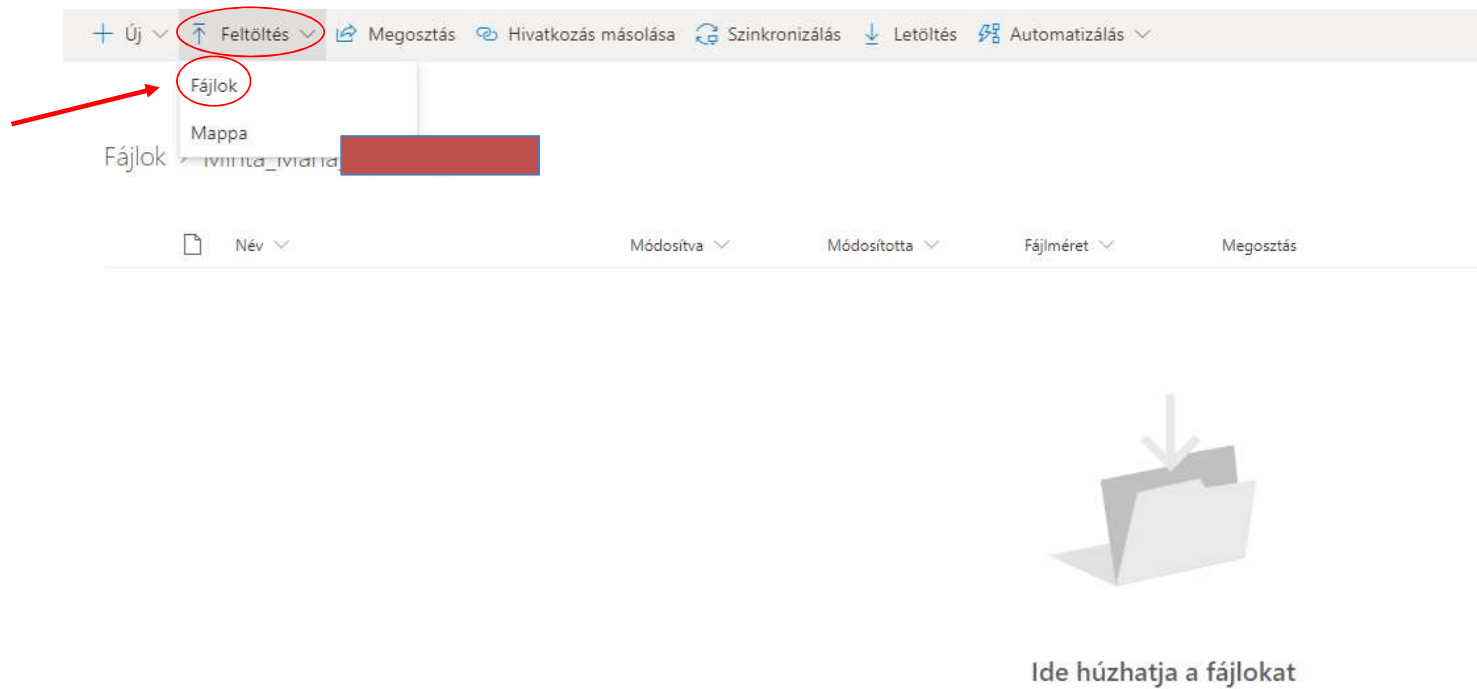 Új Feltöltés Megosztás Hivatkozás másolása Szinkronizálás Letöltés Automatizálás
Fájlok
Mappa
Fájlok > Minta_Mária_
Név Módosítva Módosította Fájlméret Megosztás
Ide húzhatja a fájlokat